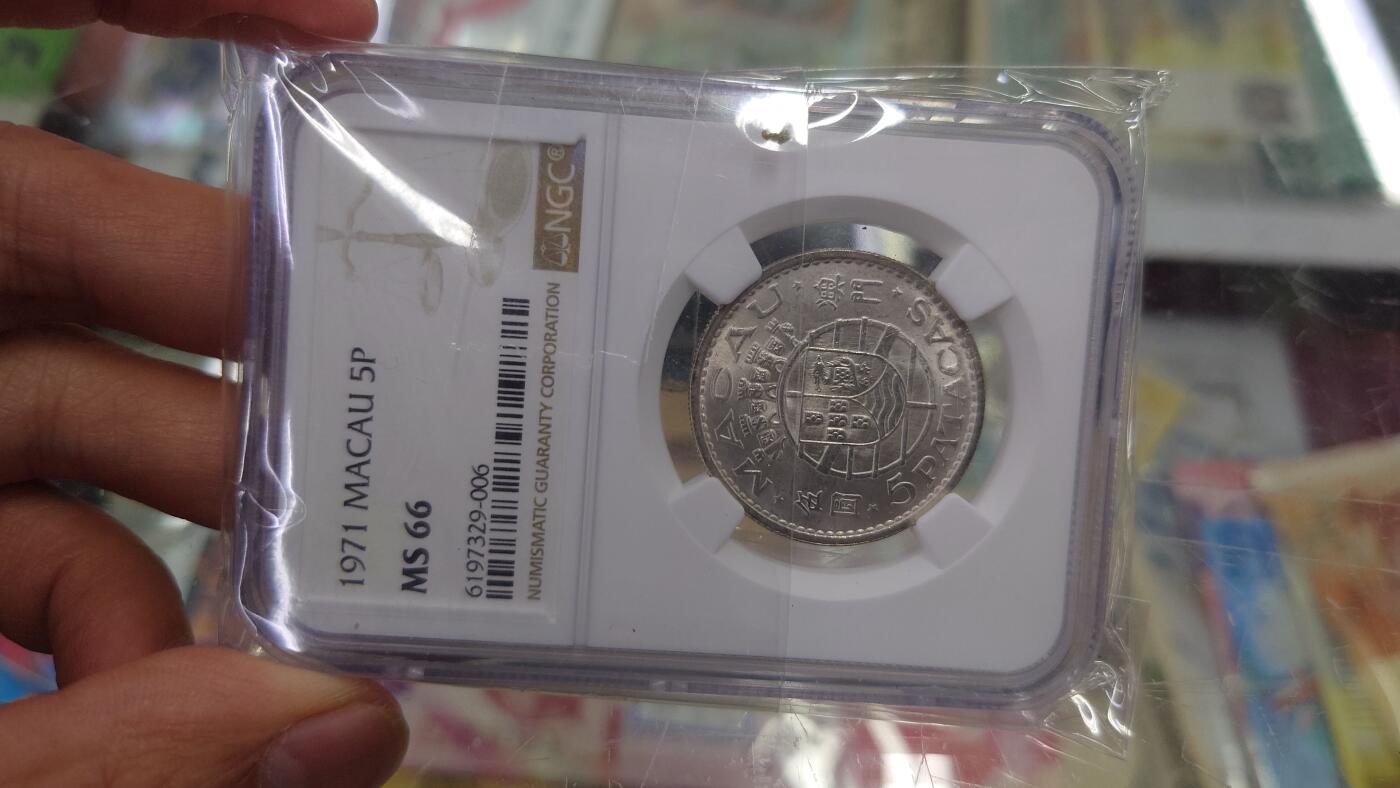 1971 MACAU 5P
MS 66
6197329-006
NGC®
NUMISMATIC GUARANTY CORPORATION
MACAU
澳門
5 PATACAS
伍圓